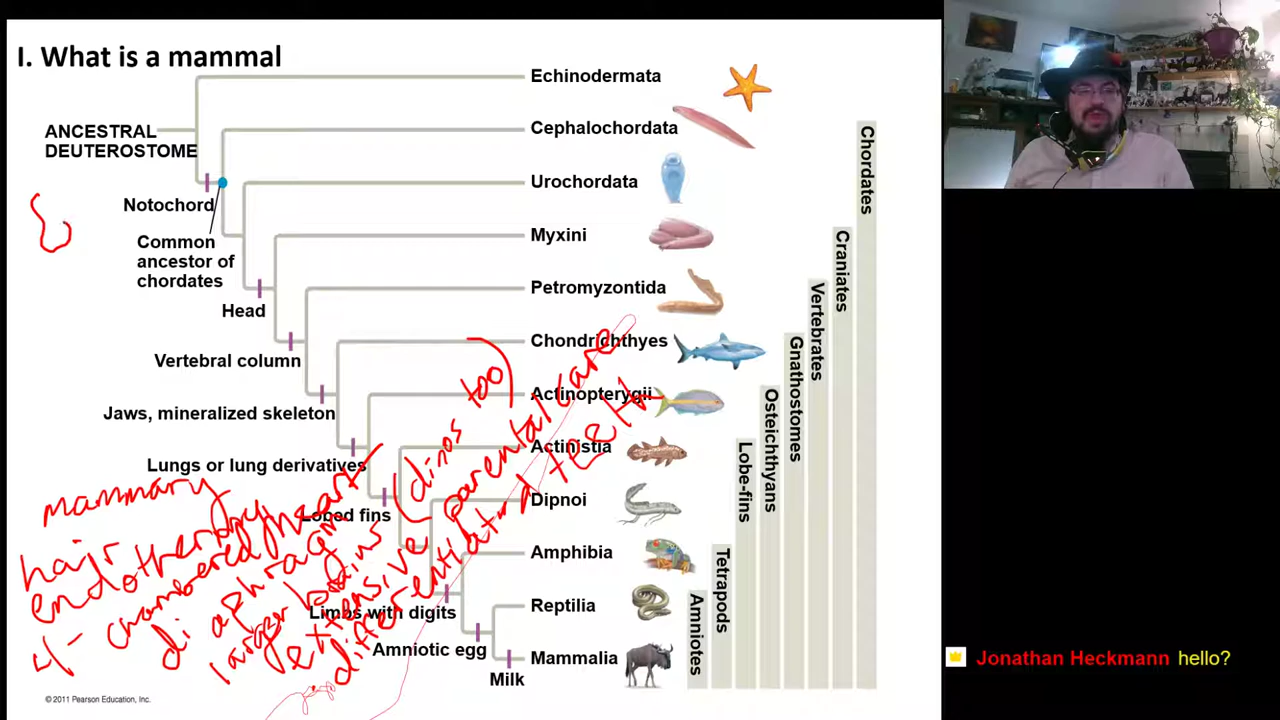 I. What is a mammal
Echinodermata
Cephalochordata
ANCESTRAL
DEUTEROSTOME
Urochordata
Notochord
Common
ancestor of
chordates
Myxini
Petromyzontida
Head
Chondrichthyes
Vertebral column
Actinopterygii
Jaws, mineralized skeleton
Actinistia
Lungs or lung derivatives
Dipnoi
Lobed fins
Amphibia
Limbs with digits
Reptilia
Amniotic egg
Mammalia
Milk
Chordates
Craniates
Vertebrates
Gnathostomes
Osteichthyans
Lobe-fins
Tetrapods
Amniotes
mammary
hair
endothermy
4-chambered heart
diaphragm
larger brains (dinos too)
extensive parental care
differentiated teeth
© 2011 Pearson Education, Inc.
Jonathan Heckmann hello?